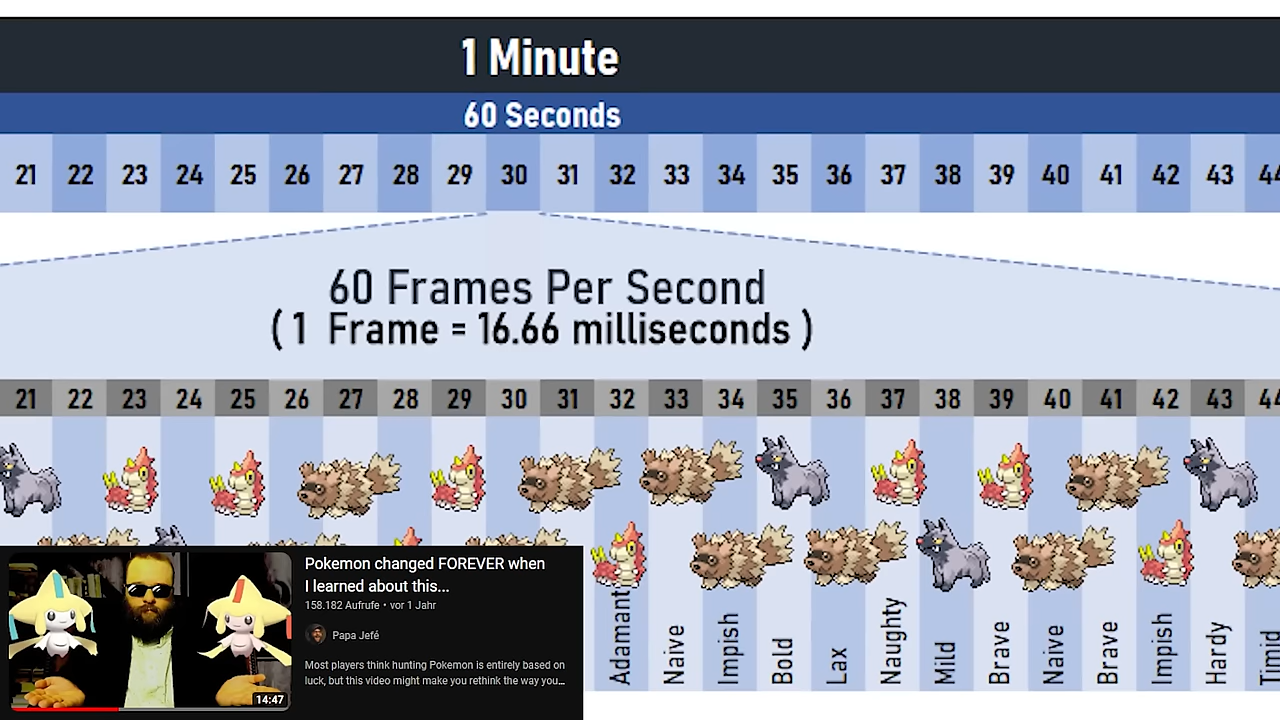 1 Minute
60 Seconds
21 22 23 24 25 26 27 28 29 30 31 32 33 34 35 36 37 38 39 40 41 42 43 44
60 Frames Per Second
( 1 Frame = 16.66 milliseconds )
21 22 23 24 25 26 27 28 29 30 31 32 33 34 35 36 37 38 39 40 41 42 43 44
Adamant Naive Impish Bold Lax Naughty Mild Brave Naive Brave Impish Hardy Timid
Pokemon changed FOREVER when
I learned about this...
158.182 Aufrufe • vor 1 Jahr
Papa Jefé
Most players think hunting Pokemon is entirely based on
luck, but this video might make you rethink the way you...
14:47